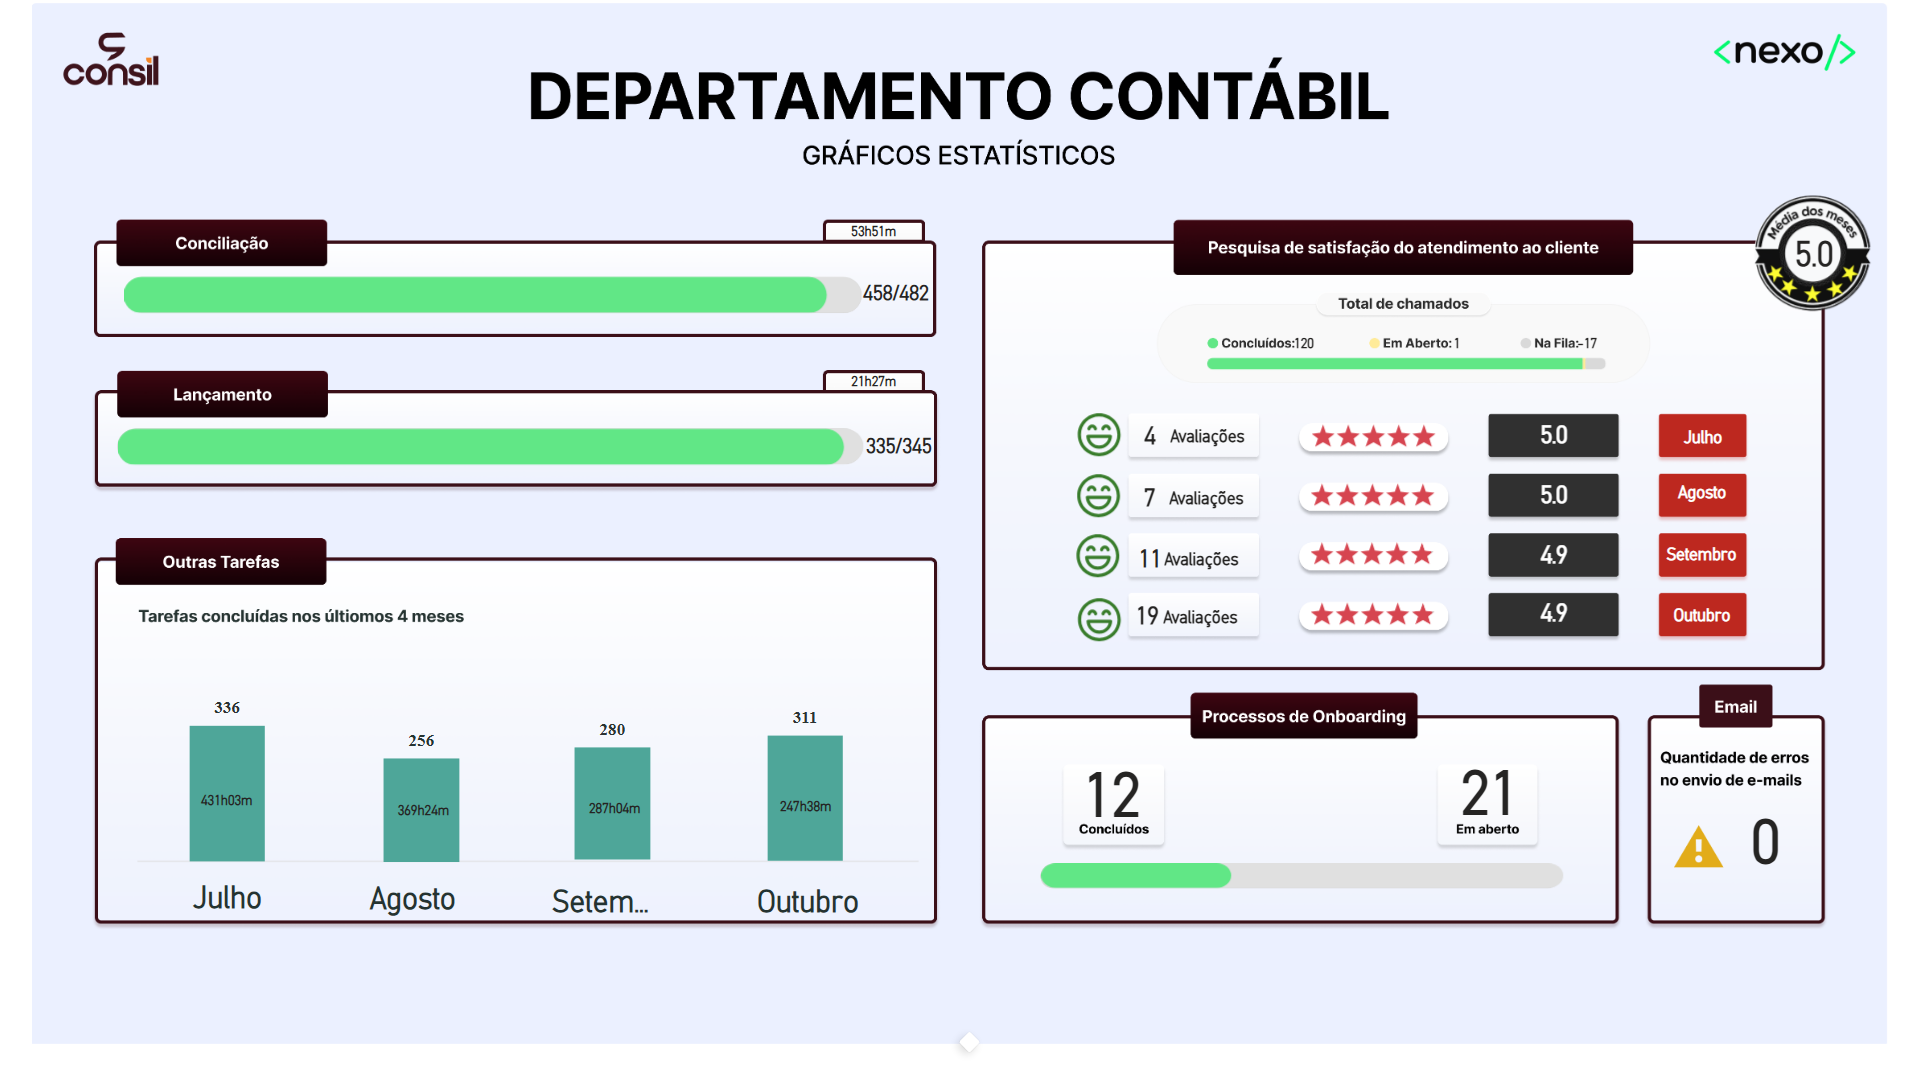 consil
<nexo/>
DEPARTAMENTO CONTÁBIL
GRÁFICOS ESTATÍSTICOS
Conciliação
53h51m
458/482
Lançamento
21h27m
335/345
Outras Tarefas
Tarefas concluídas nos últiomos 4 meses
336
256
280
311
431h03m
369h24m
287h04m
247h38m
Julho
Agosto
Setem...
Outubro
Pesquisa de satisfação do atendimento ao cliente
Média dos meses
5.0
Total de chamados
Concluídos:120
Em Aberto: 1
Na Fila:-17
4 Avaliações
5.0
Julho
7 Avaliações
5.0
Agosto
11 Avaliações
4.9
Setembro
19 Avaliações
4.9
Outubro
Processos de Onboarding
12
Concluídos
21
Em aberto
Email
Quantidade de erros
no envio de e-mails
0